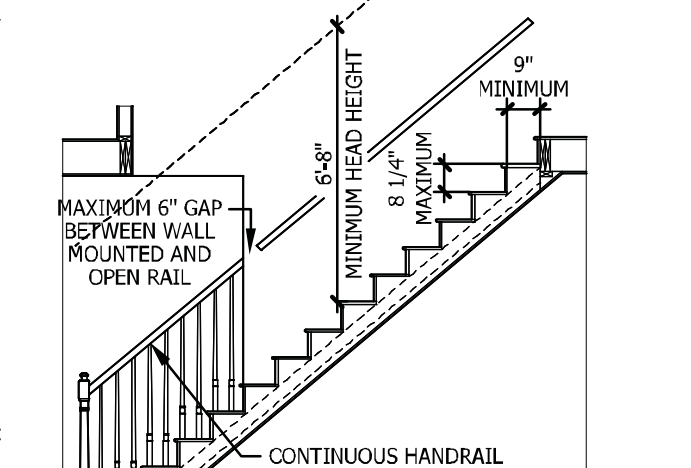 9"
MINIMUM
6'-8"
MINIMUM HEAD HEIGHT
8 1/4"
MAXIMUM
MAXIMUM 6" GAP
BETWEEN WALL
MOUNTED AND
OPEN RAIL
CONTINUOUS HANDRAIL